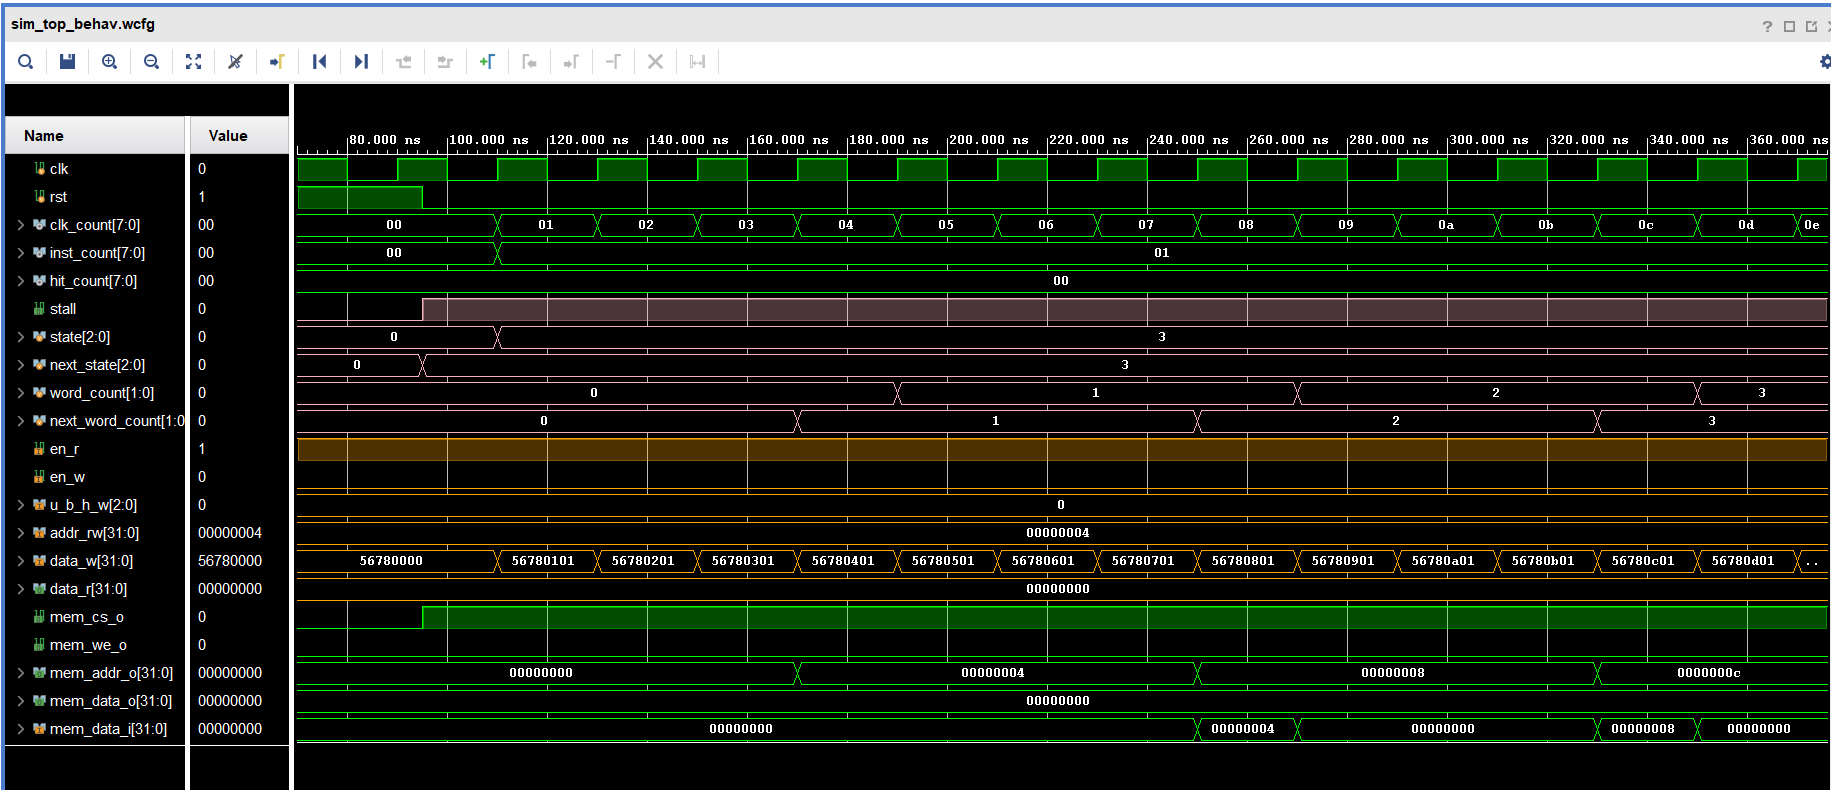 sim_top_behav.wcfg
?
Name Value
80.000 ns 100.000 ns 120.000 ns 140.000 ns 160.000 ns 180.000 ns 200.000 ns 220.000 ns 240.000 ns 260.000 ns 280.000 ns 300.000 ns 320.000 ns 340.000 ns 360.000 ns
clk 0
rst 1
clk_count[7:0] 00 00 01 02 03 04 05 06 07 08 09 0a 0b 0c 0d 0e
inst_count[7:0] 00 00 01
hit_count[7:0] 00 00
stall 0
state[2:0] 0 0 3
next_state[2:0] 0 0 3
word_count[1:0] 0 0 1 2 3
next_word_count[1:0 0 0 1 2 3
en_r 1
en_w 0
u_b_h_w[2:0] 0 0
addr_rw[31:0] 00000004 00000004
data_w[31:0] 56780000 56780000 56780101 56780201 56780301 56780401 56780501 56780601 56780701 56780801 56780901 56780a01 56780b01 56780c01 56780d01 ..
data_r[31:0] 00000000 00000000
mem_cs_o 0
mem_we_o 0
mem_addr_o[31:0] 00000000 00000000 00000004 00000008 0000000c
mem_data_o[31:0] 00000000 00000000
mem_data_i[31:0] 00000000 00000000 00000004 00000000 00000008 00000000